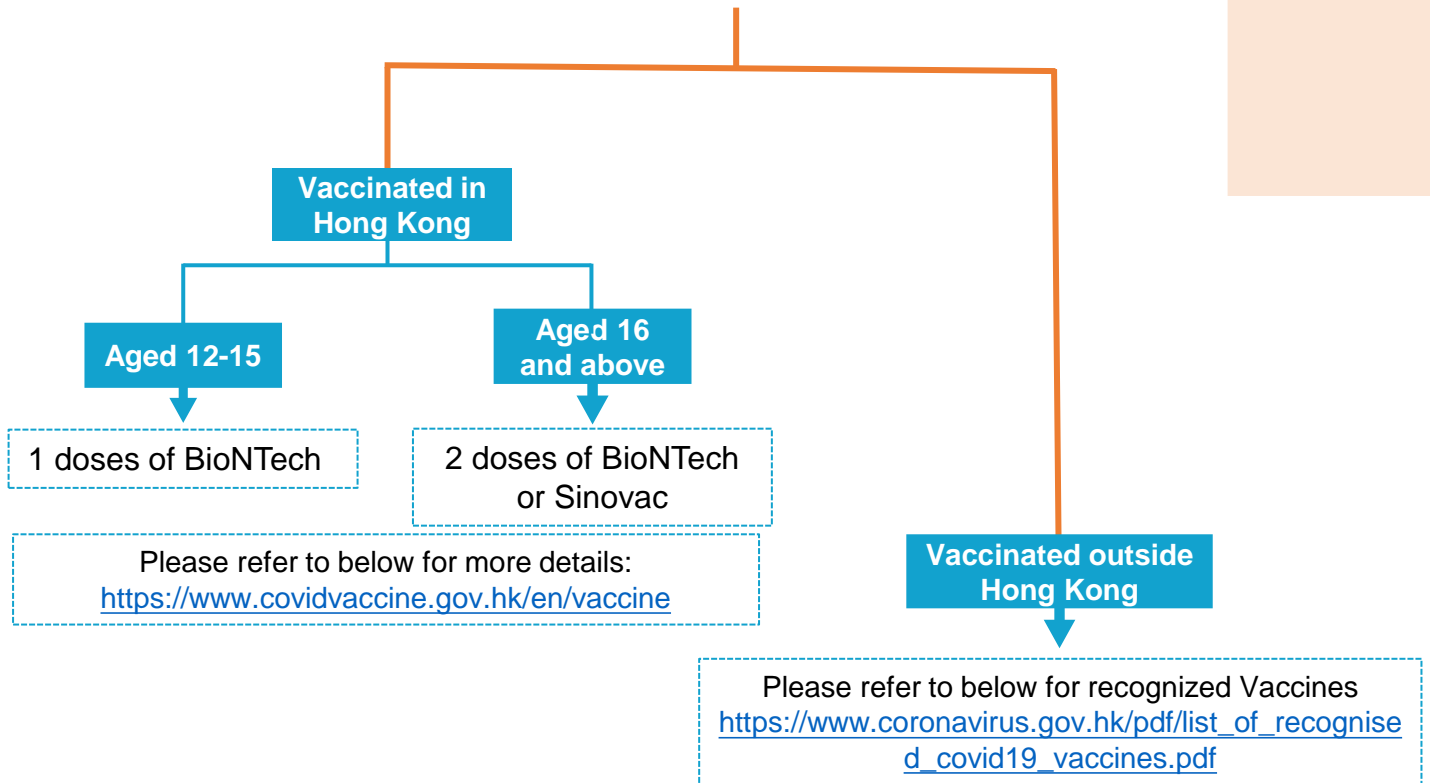 Vaccinated in
Hong Kong
Aged 12-15
Aged 16
and above
1 doses of BioNTech
2 doses of BioNTech
or Sinovac
Please refer to below for more details:
https://www.covidvaccine.gov.hk/en/vaccine
Vaccinated outside
Hong Kong
Please refer to below for recognized Vaccines
https://www.coronavirus.gov.hk/pdf/list_of_recognise
d_covid19_vaccines.pdf